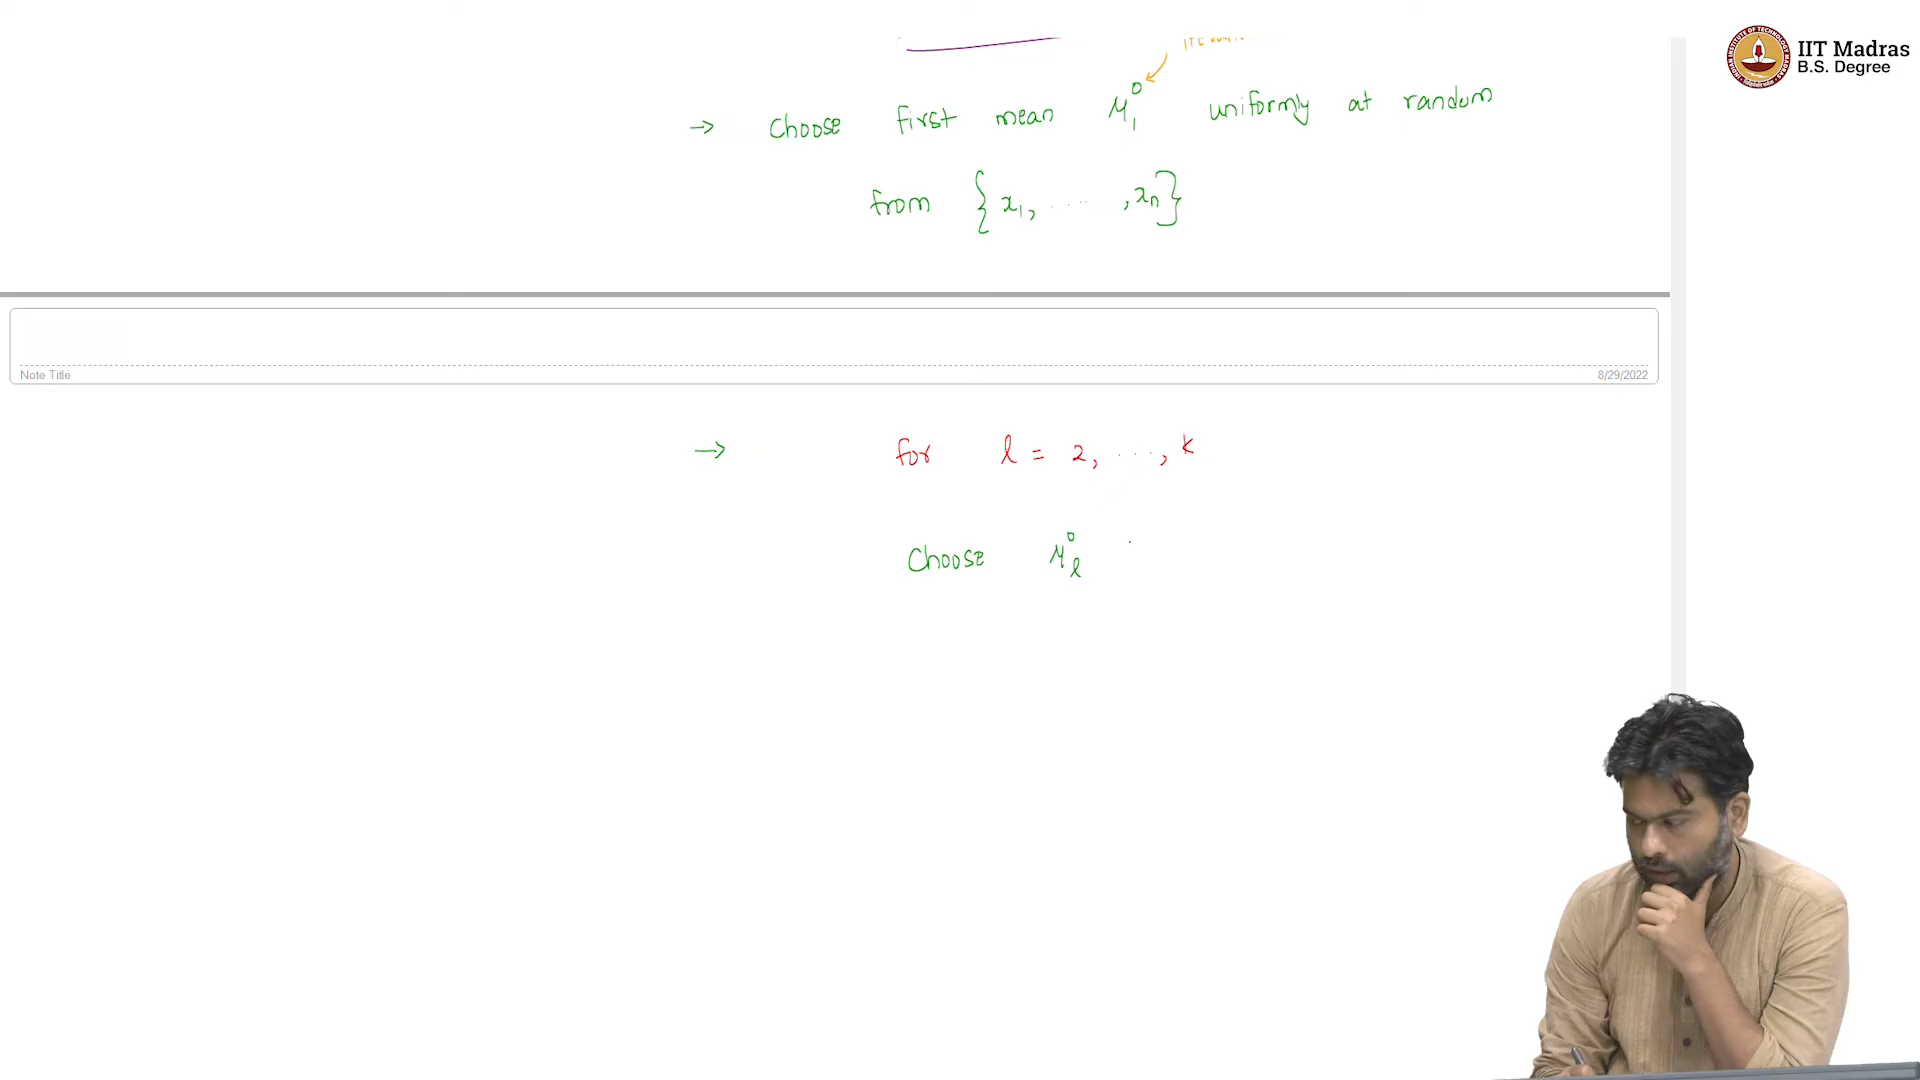 IIT Madras
B.S. Degree
→ Choose first mean μ₁⁰ uniformly at random
from {x₁, ....., xₙ}
Note Title
8/29/2022
→ for l = 2, ...., k
Choose μₗ⁰